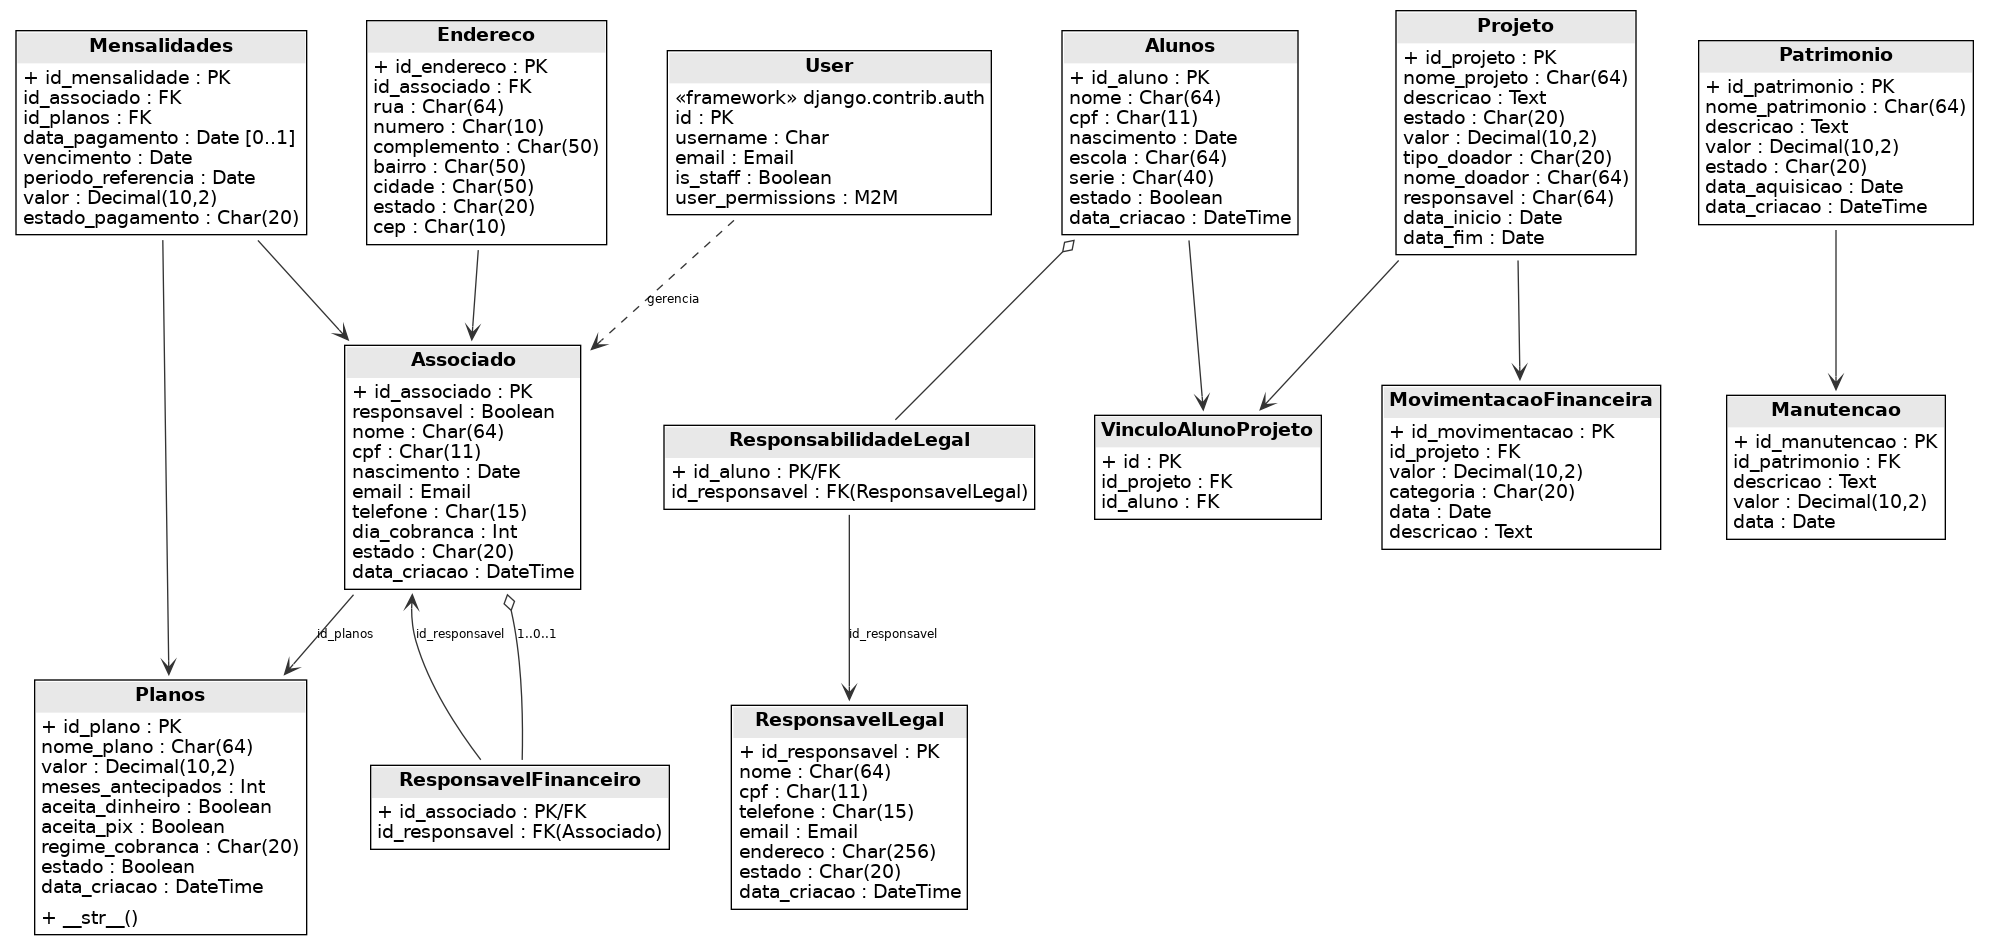 Mensalidades
+ id_mensalidade : PK
id_associado : FK
id_planos : FK
data_pagamento : Date [0..1]
vencimento : Date
periodo_referencia : Date
valor : Decimal(10,2)
estado_pagamento : Char(20)
Endereco
+ id_endereco : PK
id_associado : FK
rua : Char(64)
numero : Char(10)
complemento : Char(50)
bairro : Char(50)
cidade : Char(50)
estado : Char(20)
cep : Char(10)
User
«framework» django.contrib.auth
id : PK
username : Char
email : Email
is_staff : Boolean
user_permissions : M2M
Alunos
+ id_aluno : PK
nome : Char(64)
cpf : Char(11)
nascimento : Date
escola : Char(64)
serie : Char(40)
estado : Boolean
data_criacao : DateTime
Projeto
+ id_projeto : PK
nome_projeto : Char(64)
descricao : Text
estado : Char(20)
valor : Decimal(10,2)
tipo_doador : Char(20)
nome_doador : Char(64)
responsavel : Char(64)
data_inicio : Date
data_fim : Date
Patrimonio
+ id_patrimonio : PK
nome_patrimonio : Char(64)
descricao : Text
valor : Decimal(10,2)
estado : Char(20)
data_aquisicao : Date
data_criacao : DateTime
gerencia
Associado
+ id_associado : PK
responsavel : Boolean
nome : Char(64)
cpf : Char(11)
nascimento : Date
email : Email
telefone : Char(15)
dia_cobranca : Int
estado : Char(20)
data_criacao : DateTime
ResponsabilidadeLegal
+ id_aluno : PK/FK
id_responsavel : FK(ResponsavelLegal)
VinculoAlunoProjeto
+ id : PK
id_projeto : FK
id_aluno : FK
MovimentacaoFinanceira
+ id_movimentacao : PK
id_projeto : FK
valor : Decimal(10,2)
categoria : Char(20)
data : Date
descricao : Text
Manutencao
+ id_manutencao : PK
id_patrimonio : FK
descricao : Text
valor : Decimal(10,2)
data : Date
id_planos
id_responsavel
1..0..1
id_responsavel
Planos
+ id_plano : PK
nome_plano : Char(64)
valor : Decimal(10,2)
meses_antecipados : Int
aceita_dinheiro : Boolean
aceita_pix : Boolean
regime_cobranca : Char(20)
estado : Boolean
data_criacao : DateTime
+ __str__()
ResponsavelFinanceiro
+ id_associado : PK/FK
id_responsavel : FK(Associado)
ResponsavelLegal
+ id_responsavel : PK
nome : Char(64)
cpf : Char(11)
telefone : Char(15)
email : Email
endereco : Char(256)
estado : Char(20)
data_criacao : DateTime